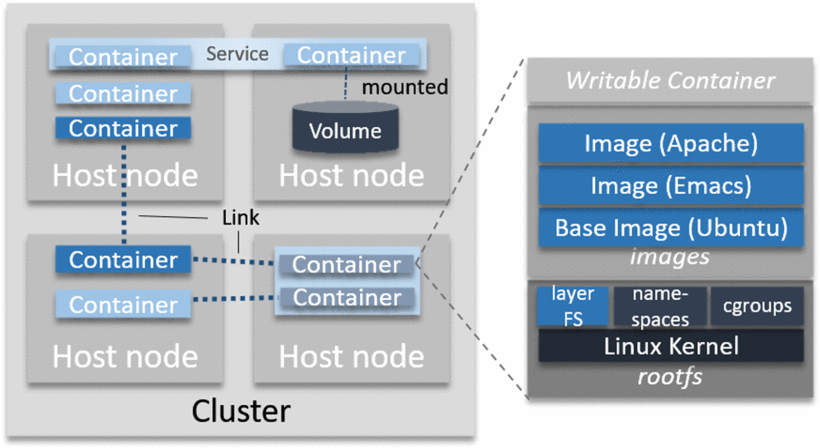 Container Service Container
Container
mounted
Container
Volume
Host node
Host node
Link
Container
Container
Container
Container
Host node
Host node
Cluster
Writable Container
Image (Apache)
Image (Emacs)
Base Image (Ubuntu)
images
layer
FS
name-
spaces
cgroups
Linux Kernel
rootfs